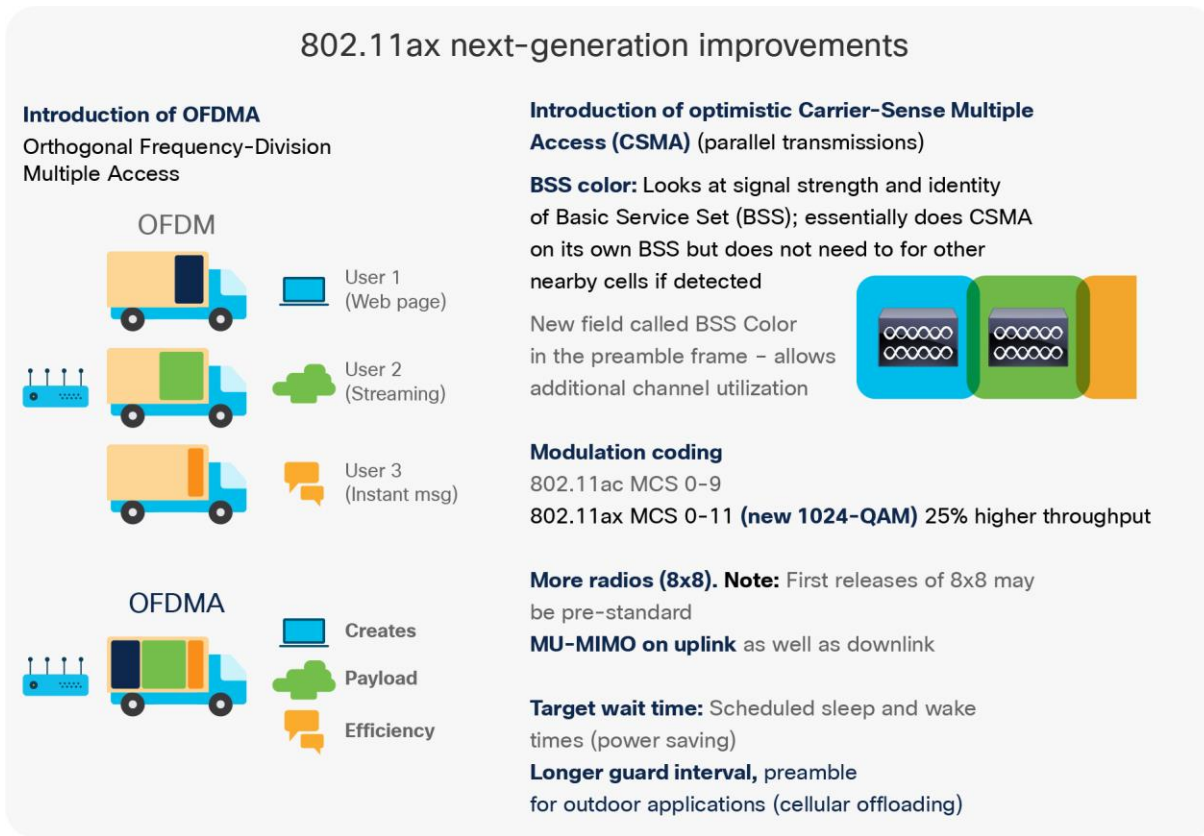 802.11ax next-generation improvements
Introduction of OFDMA
Orthogonal Frequency-Division
Multiple Access
OFDM
User 1
(Web page)
User 2
(Streaming)
User 3
(Instant msg)
OFDMA
Creates
Payload
Efficiency
Introduction of optimistic Carrier-Sense Multiple
Access (CSMA) (parallel transmissions)
BSS color: Looks at signal strength and identity
of Basic Service Set (BSS); essentially does CSMA
on its own BSS but does not need to for other
nearby cells if detected
New field called BSS Color
in the preamble frame – allows
additional channel utilization
Modulation coding
802.11ac MCS 0-9
802.11ax MCS 0-11 (new 1024-QAM) 25% higher throughput
More radios (8x8). Note: First releases of 8x8 may
be pre-standard
MU-MIMO on uplink as well as downlink
Target wait time: Scheduled sleep and wake
times (power saving)
Longer guard interval, preamble
for outdoor applications (cellular offloading)